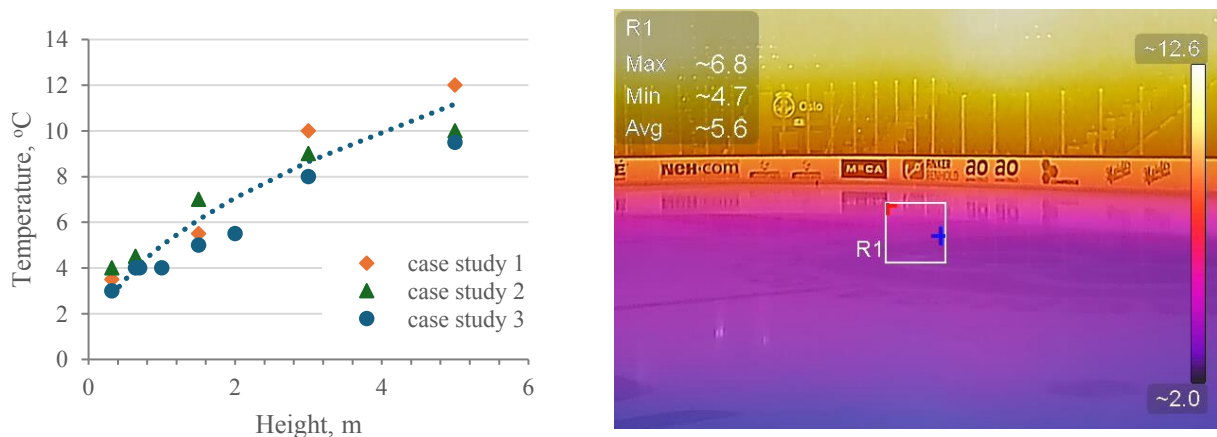 14
12
10
8
6
4
2
0
0 2 4 6
Temperature, °C
Height, m
case study 1
case study 2
case study 3
R1
Max ~6.8
Min ~4.7
Avg ~5.6
~12.6
~2.0
Oslo
NEH·COM
M·CA
ao ao
R1